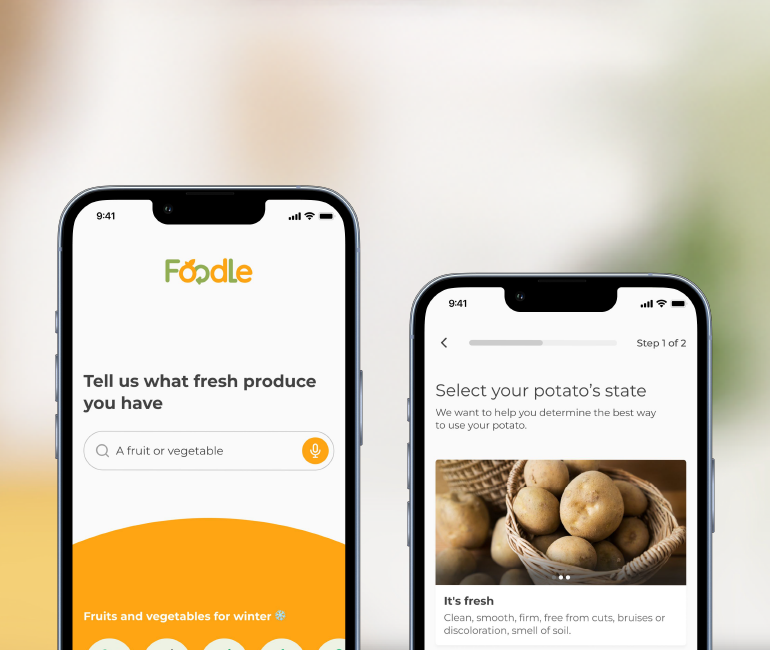 9:41
Foodle
Tell us what fresh produce
you have
A fruit or vegetable
Fruits and vegetables for winter ❄️
9:41
Step 1 of 2
Select your potato’s state
We want to help you determine the best way
to use your potato.
It's fresh
Clean, smooth, firm, free from cuts, bruises or
discoloration, smell of soil.